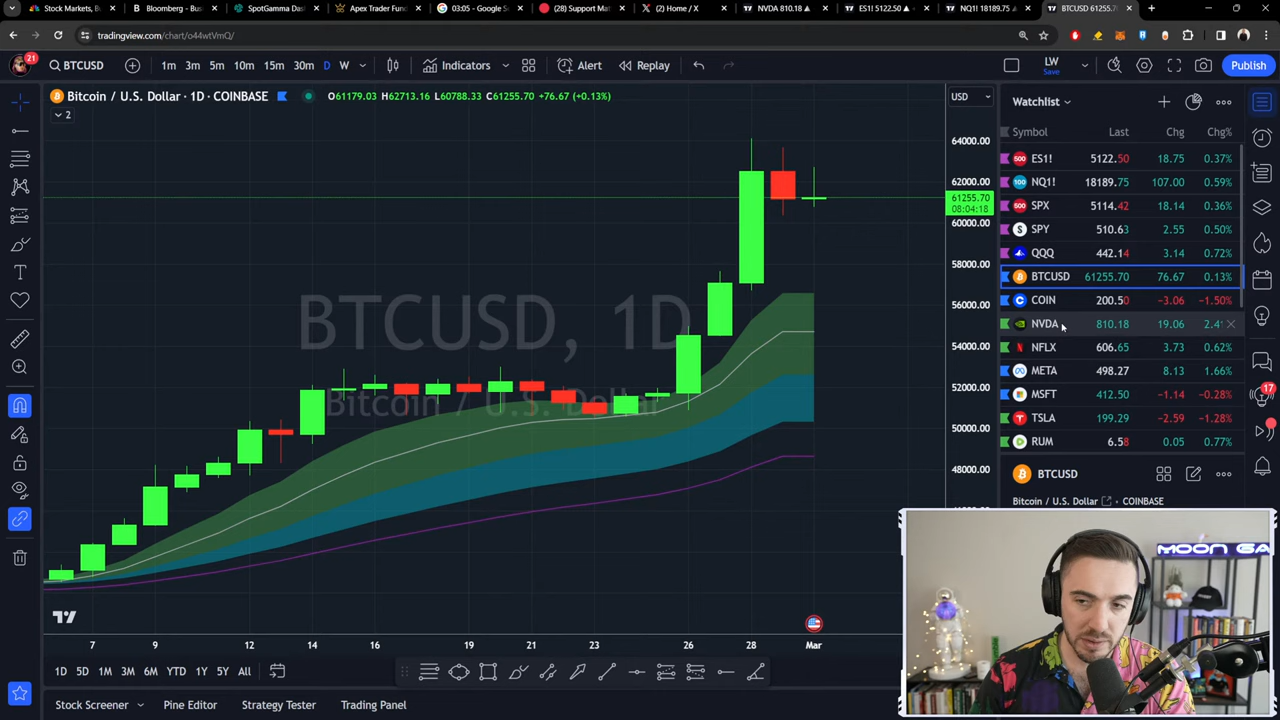 Stock Markets, B
Bloomberg - Bus
SpotGamma Dash
Apex Trader Fund
03:05 - Google S
(28) Support Mat
(1) Home / X
NVDA 810.18 ▲
ES1! 5122.50 ▲
NQ1! 18189.75
BTCUSD 61255.7
tradingview.com/chart/o44wtVmQ/
21
BTCUSD
1m 3m 5m 10m 15m 30m D W
Indicators
Alert
Replay
LW
Save
Publish
Bitcoin / U.S. Dollar · 1D · COINBASE
O61179.03 H62713.16 L60788.33 C61255.70 +76.67 (+0.13%)
2
USD
64000.00
62000.00
61255.70
08:04:18
60000.00
58000.00
56000.00
54000.00
52000.00
50000.00
48000.00
BTCUSD, 1D
Bitcoin / U.S. Dollar
7 9 12 14 16 19 21 23 26 28 Mar
1D 5D 1M 3M 6M YTD 1Y 5Y All
Stock Screener
Pine Editor
Strategy Tester
Trading Panel
Watchlist
Symbol Last Chg Chg%
500 ES1! 5122.50 18.75 0.37%
100 NQ1! 18189.75 107.00 0.59%
500 SPX 5114.42 18.14 0.36%
S SPY 510.63 2.55 0.50%
QQQ 442.14 3.14 0.72%
BTCUSD 61255.70 76.67 0.13%
COIN 200.50 −3.06 −1.50%
NVDA 810.18 19.06 2.4
NFLX 606.65 3.73 0.62%
META 498.27 8.13 1.66%
MSFT 412.50 -1.14 -0.28%
TSLA 199.29 −2.59 −1.28%
RUM 6.58 0.05 0.77%
17
BTCUSD
Bitcoin / U.S. Dollar
COINBASE
MOON GA